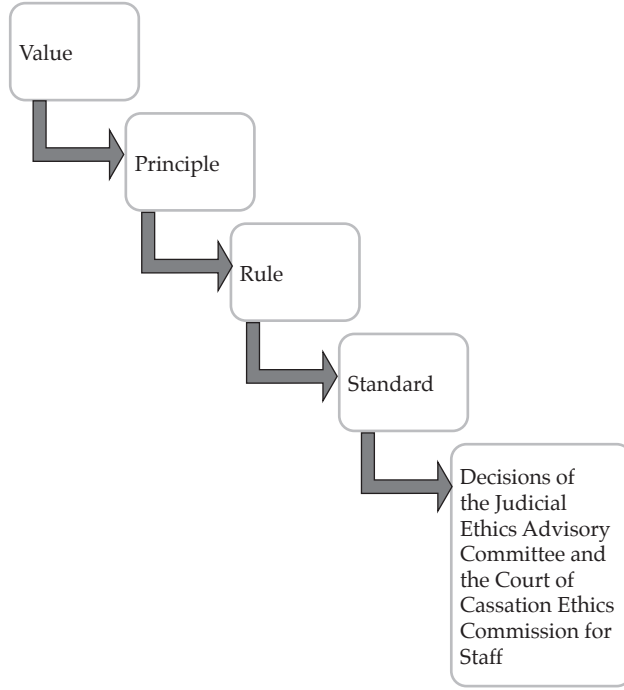 Value
Principle
Rule
Standard
Decisions of
the Judicial
Ethics Advisory
Committee and
the Court of
Cassation Ethics
Commission for
Staff